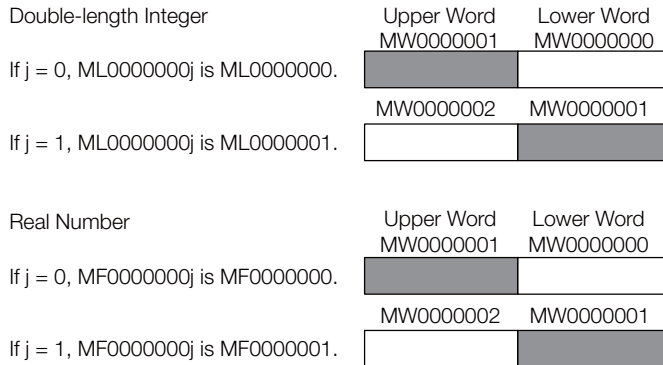 Double-length Integer
Upper Word Lower Word
MW0000001 MW0000000
If j = 0, ML0000000j is ML0000000.
MW0000002 MW0000001
If j = 1, ML0000000j is ML0000001.
Real Number
Upper Word Lower Word
MW0000001 MW0000000
If j = 0, MF0000000j is MF0000000.
MW0000002 MW0000001
If j = 1, MF0000000j is MF0000001.